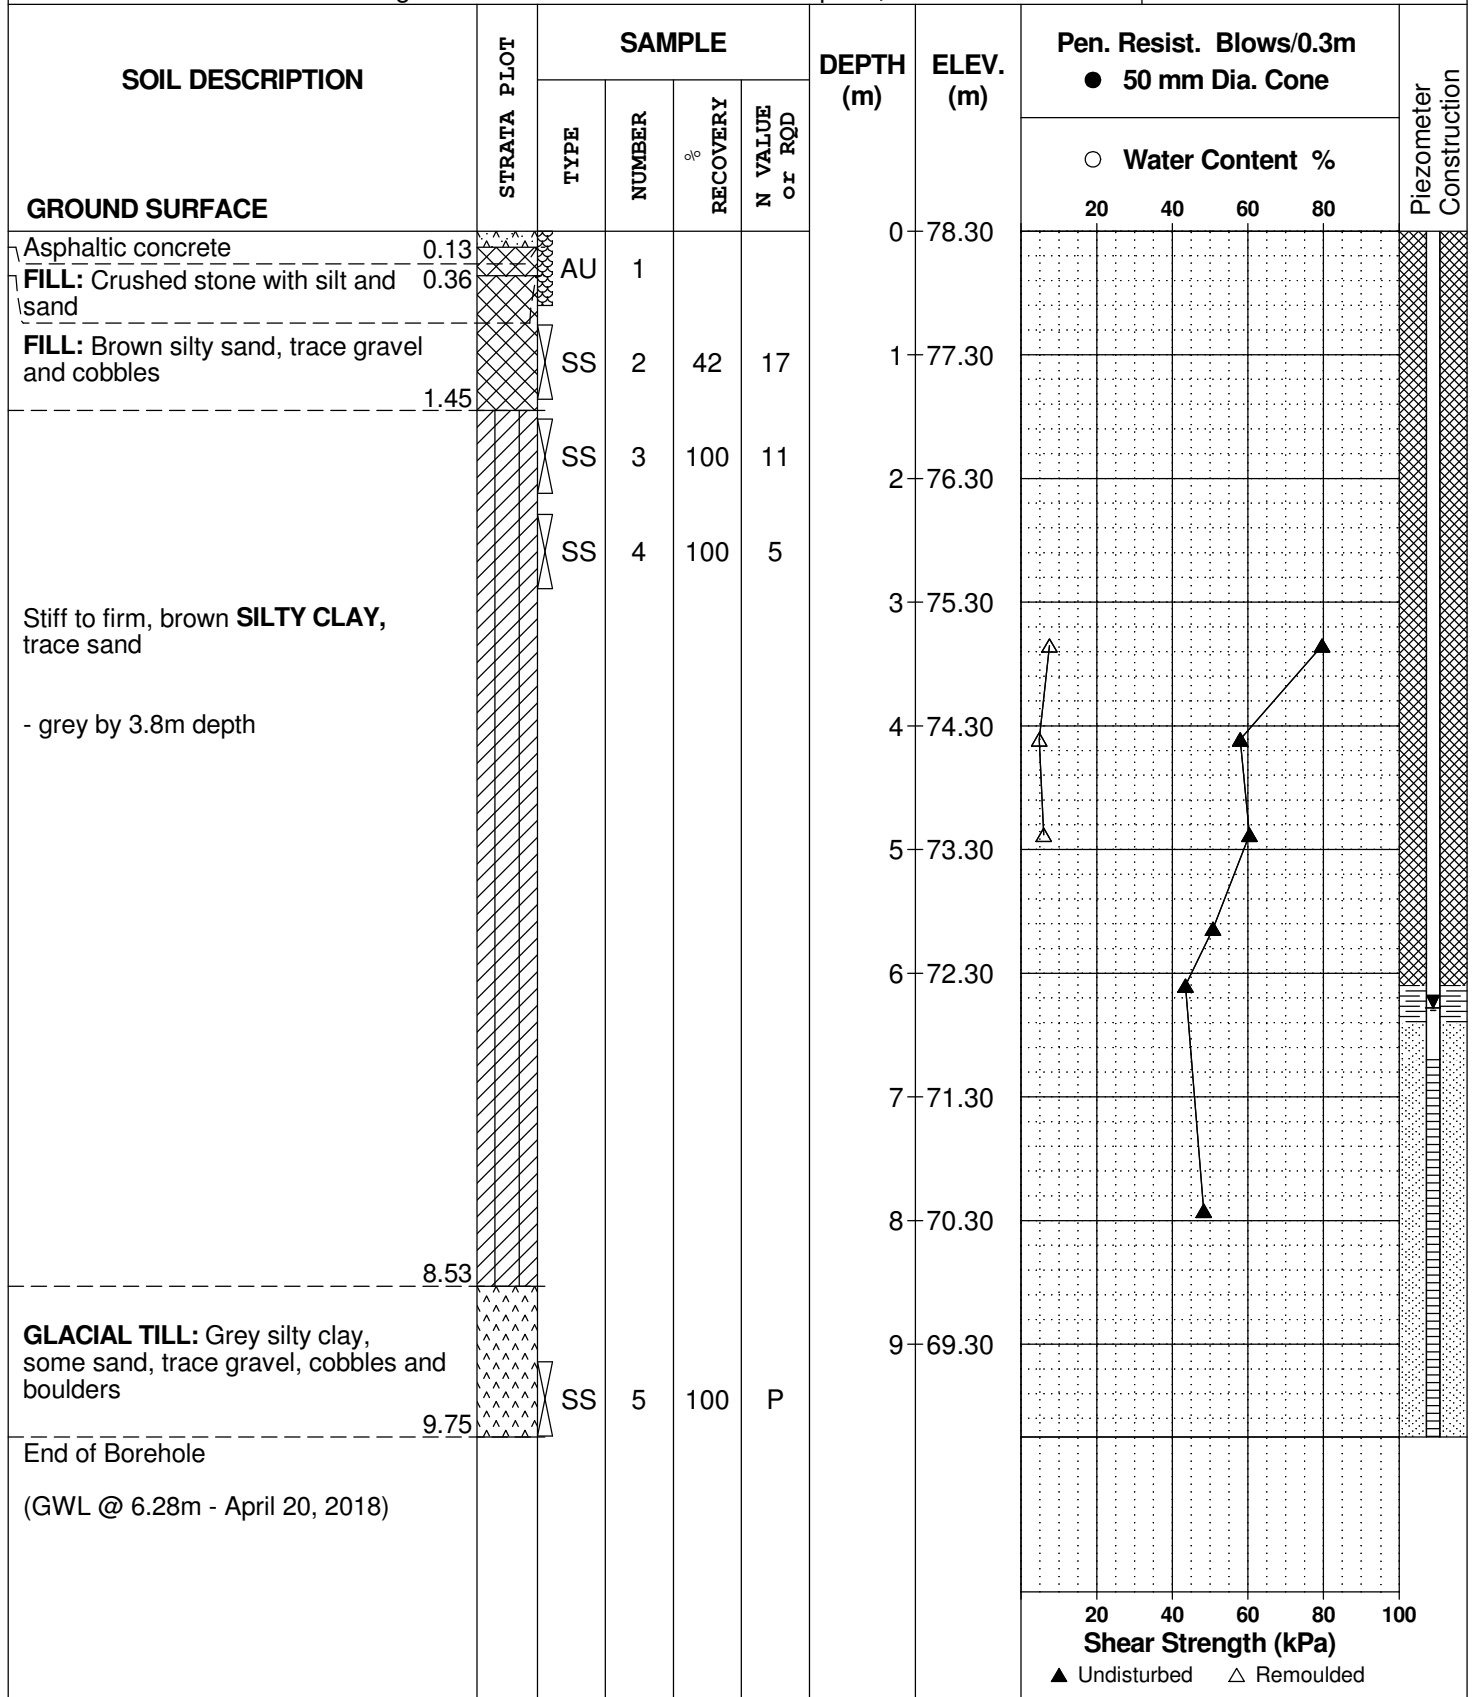 SOIL DESCRIPTION
GROUND SURFACE
STRATA PLOT
SAMPLE
TYPE
NUMBER
% RECOVERY
N VALUE or RQD
DEPTH (m)
ELEV. (m)
Pen. Resist. Blows/0.3m
● 50 mm Dia. Cone
○ Water Content %
20 40 60 80
Piezometer Construction
0 78.30
Asphaltic concrete 0.13
AU 1
FILL: Crushed stone with silt and 0.36
sand
FILL: Brown silty sand, trace gravel
and cobbles
SS 2 42 17
1 77.30
1.45
SS 3 100 11
2 76.30
SS 4 100 5
3 75.30
Stiff to firm, brown SILTY CLAY,
trace sand
- grey by 3.8m depth
4 74.30
5 73.30
6 72.30
7 71.30
8 70.30
8.53
GLACIAL TILL: Grey silty clay,
some sand, trace gravel, cobbles and
boulders
9 69.30
SS 5 100 P
9.75
End of Borehole
(GWL @ 6.28m - April 20, 2018)
20 40 60 80 100
Shear Strength (kPa)
▲ Undisturbed △ Remoulded